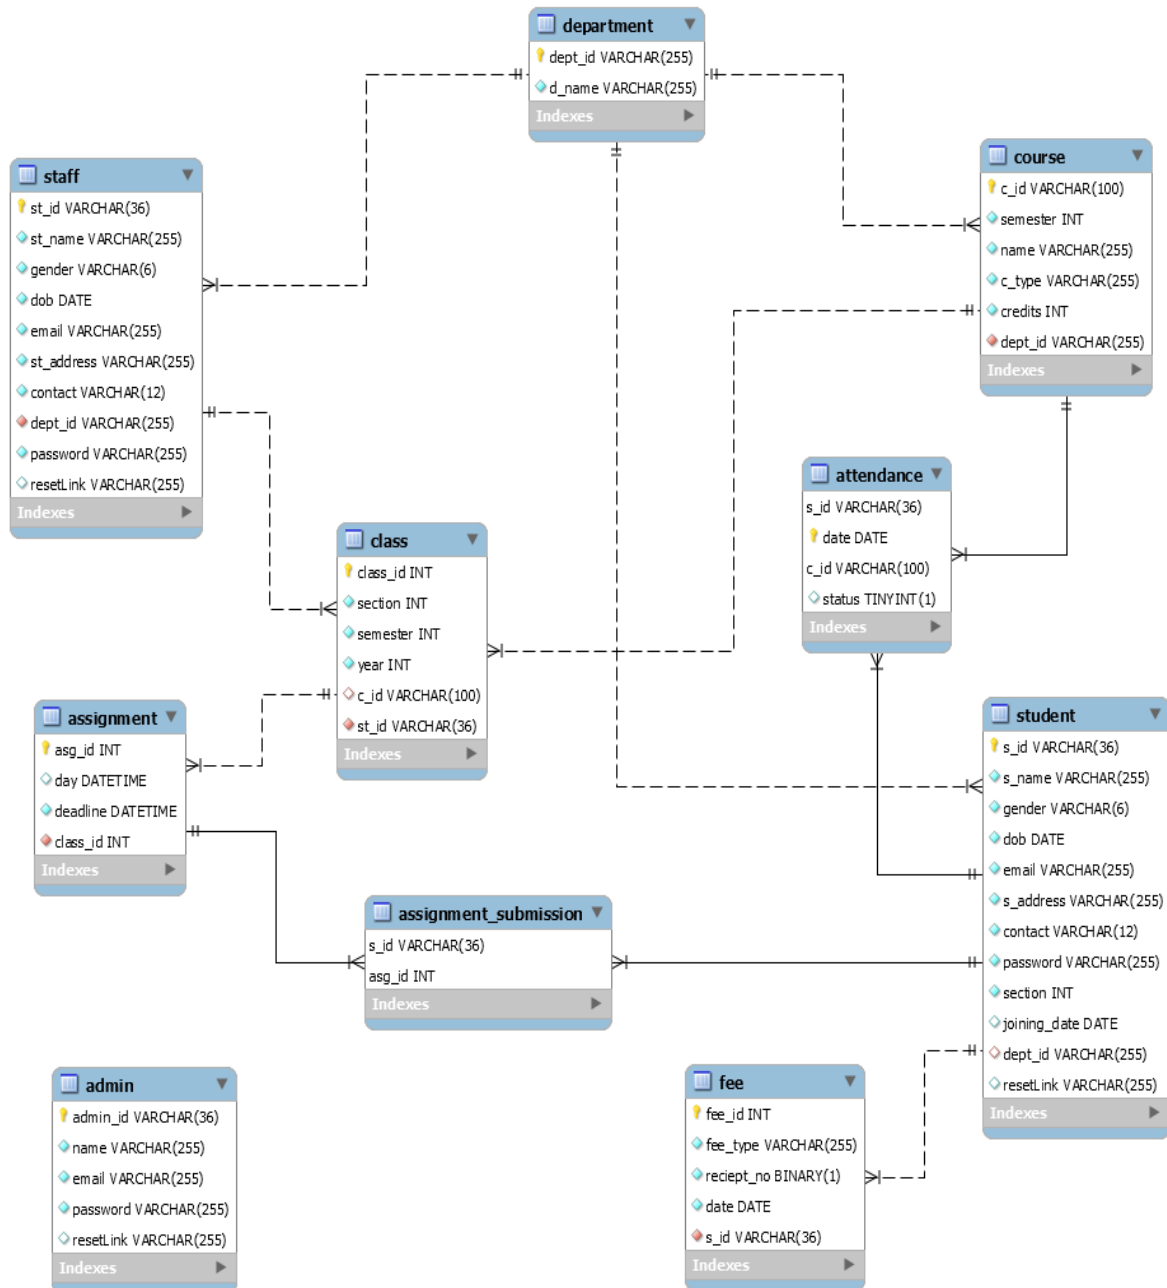 department
dept_id VARCHAR(255)
d_name VARCHAR(255)
Indexes
staff
st_id VARCHAR(36)
st_name VARCHAR(255)
gender VARCHAR(6)
dob DATE
email VARCHAR(255)
st_address VARCHAR(255)
contact VARCHAR(12)
dept_id VARCHAR(255)
password VARCHAR(255)
resetLink VARCHAR(255)
Indexes
course
c_id VARCHAR(100)
semester INT
name VARCHAR(255)
c_type VARCHAR(255)
credits INT
dept_id VARCHAR(255)
Indexes
attendance
s_id VARCHAR(36)
date DATE
c_id VARCHAR(100)
status TINYINT(1)
Indexes
class
class_id INT
section INT
semester INT
year INT
c_id VARCHAR(100)
st_id VARCHAR(36)
Indexes
assignment
asg_id INT
day DATETIME
deadline DATETIME
class_id INT
Indexes
student
s_id VARCHAR(36)
s_name VARCHAR(255)
gender VARCHAR(6)
dob DATE
email VARCHAR(255)
s_address VARCHAR(255)
contact VARCHAR(12)
password VARCHAR(255)
section INT
joining_date DATE
dept_id VARCHAR(255)
resetLink VARCHAR(255)
Indexes
assignment_submission
s_id VARCHAR(36)
asg_id INT
Indexes
admin
admin_id VARCHAR(36)
name VARCHAR(255)
email VARCHAR(255)
password VARCHAR(255)
resetLink VARCHAR(255)
Indexes
fee
fee_id INT
fee_type VARCHAR(255)
reciept_no BINARY(1)
date DATE
s_id VARCHAR(36)
Indexes